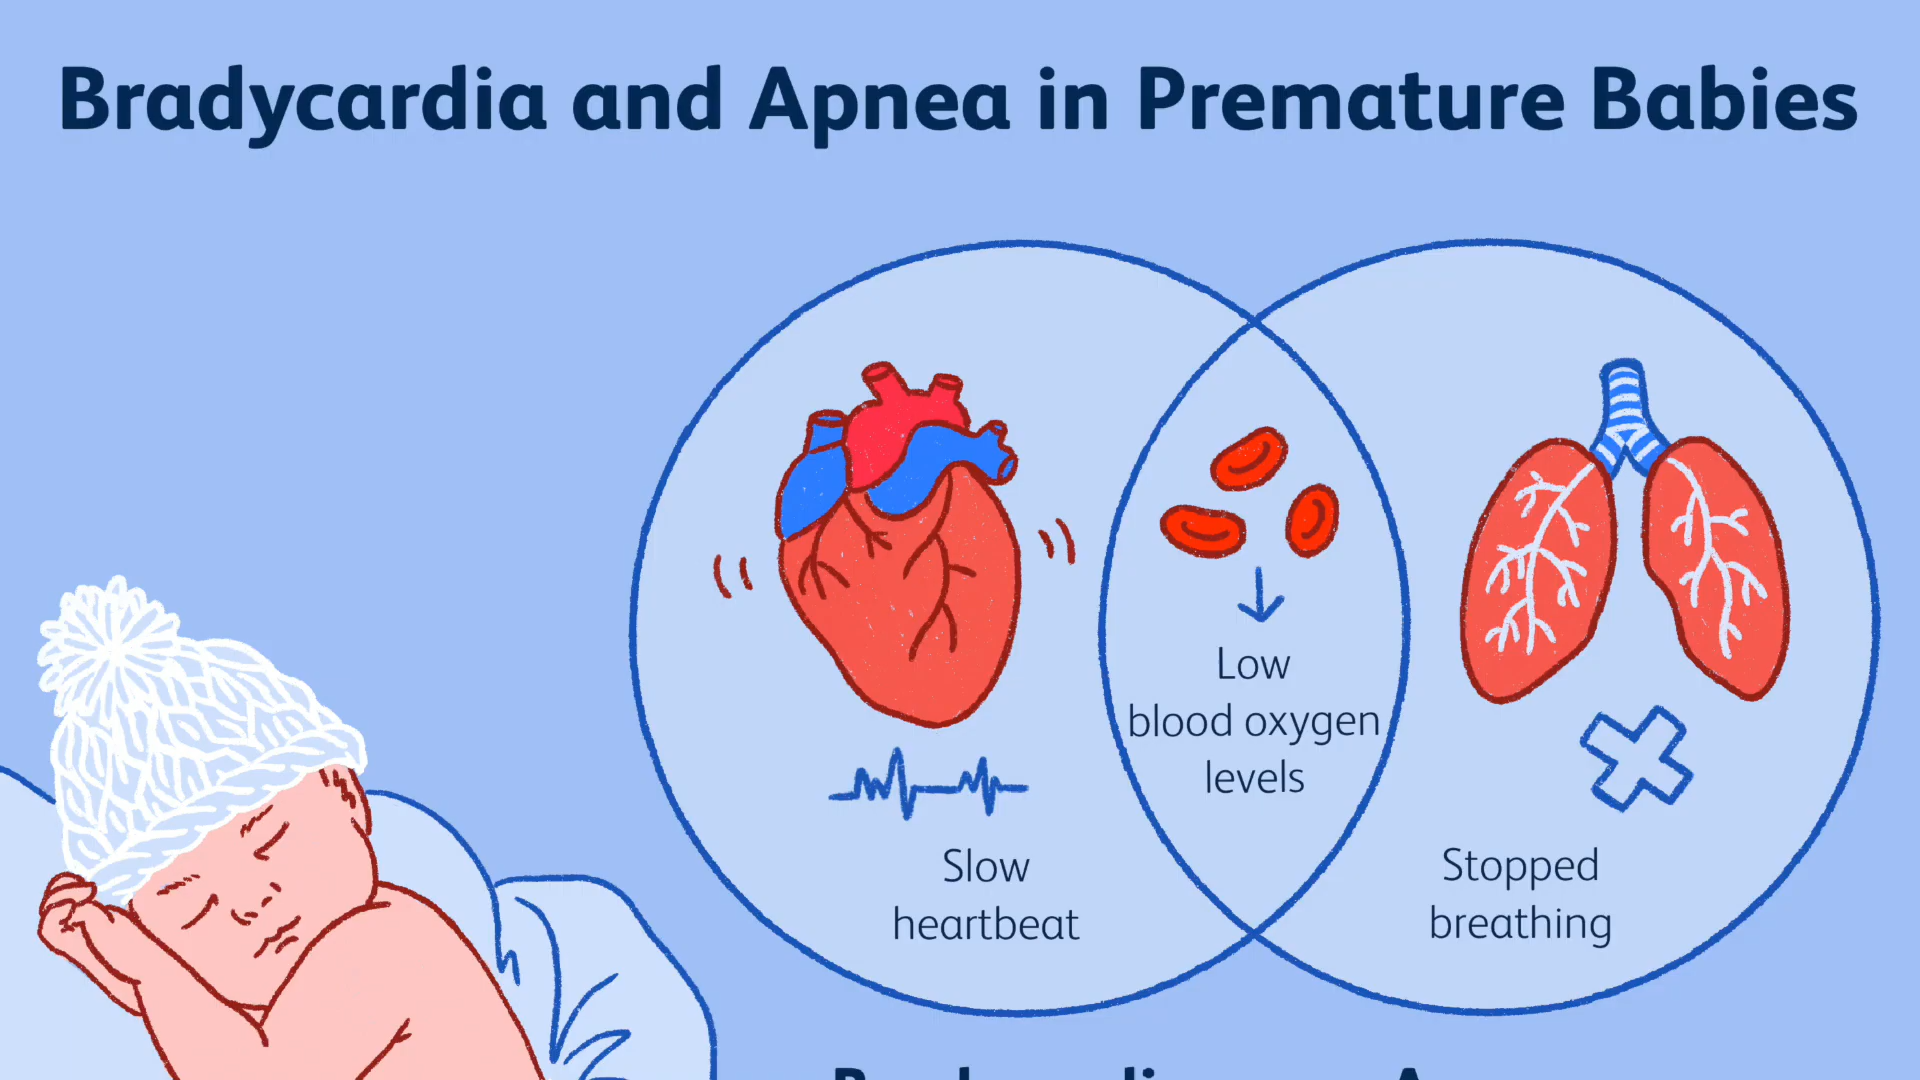 Bradycardia and Apnea in Premature Babies
Low
blood oxygen
levels
Slow
heartbeat
Stopped
breathing